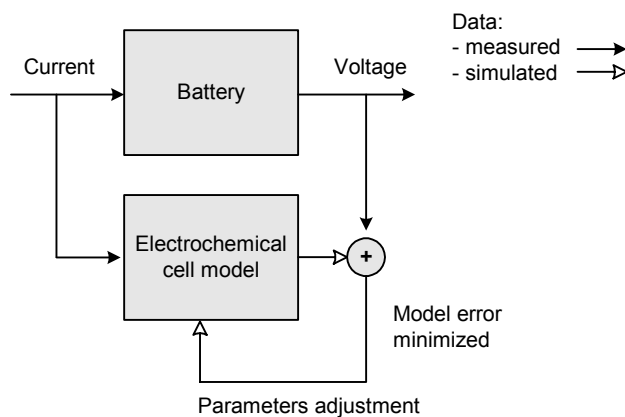 Data:
- measured
- simulated
Current
Battery
Voltage
Electrochemical
cell model
+
Model error
minimized
Parameters adjustment